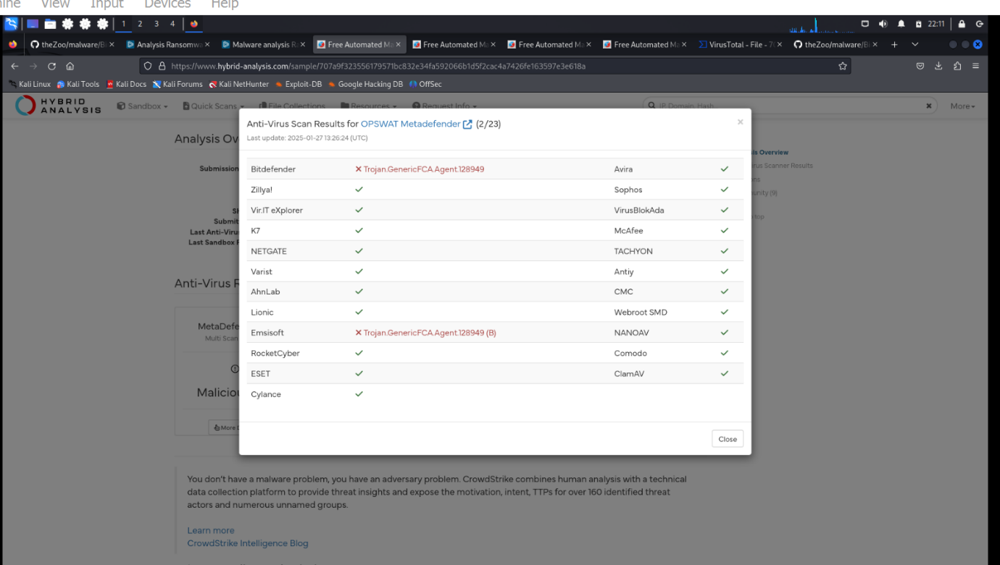 View Input Devices Help
1 2 3 4 22:11
theZoo/malware/Bi Analysis Ransomwa Malware analysis R Free Automated Ma Free Automated Ma Free Automated Ma Free Automated Ma VirusTotal - File - 7 theZoo/malware/Bi
https://www.hybrid-analysis.com/sample/707a9f323556179571bc832e34fa592066b1d5f2cac4a7426fe163597e3e618a
Kali Linux Kali Tools Kali Docs Kali Forums Kali NetHunter Exploit-DB Google Hacking DB OffSec
HYBRID ANALYSIS Sandbox Quick Scans File Collections Resources Request Info IP, Domain, Hash More
Anti-Virus Scan Results for OPSWAT Metadefender (2/23)
Last update: 2025-01-27 13:26:24 (UTC)
Bitdefender Trojan.GenericFCA.Agent.128949 Avira
Zillya! Sophos
Vir.IT eXplorer VirusBlokAda
K7 McAfee
NETGATE TACHYON
Varist Antiy
AhnLab CMC
Lionic Webroot SMD
Emsisoft Trojan.GenericFCA.Agent.128949 (B) NANOAV
RocketCyber Comodo
ESET ClamAV
Cylance
Close
Analysis Ov
Submission
Submit
Last Anti-Viru
Last Sandbox
Anti-Virus
MetaDefe
Multi Scan
Malicio
More
Overview
rus Scanner Results
unity (9)
top
You don't have a malware problem, you have an adversary problem. CrowdStrike combines human analysis with a technical
data collection platform to provide threat insights and expose the motivation, intent, TTPs for over 160 identified threat
actors and numerous unnamed groups.
Learn more
CrowdStrike Intelligence Blog